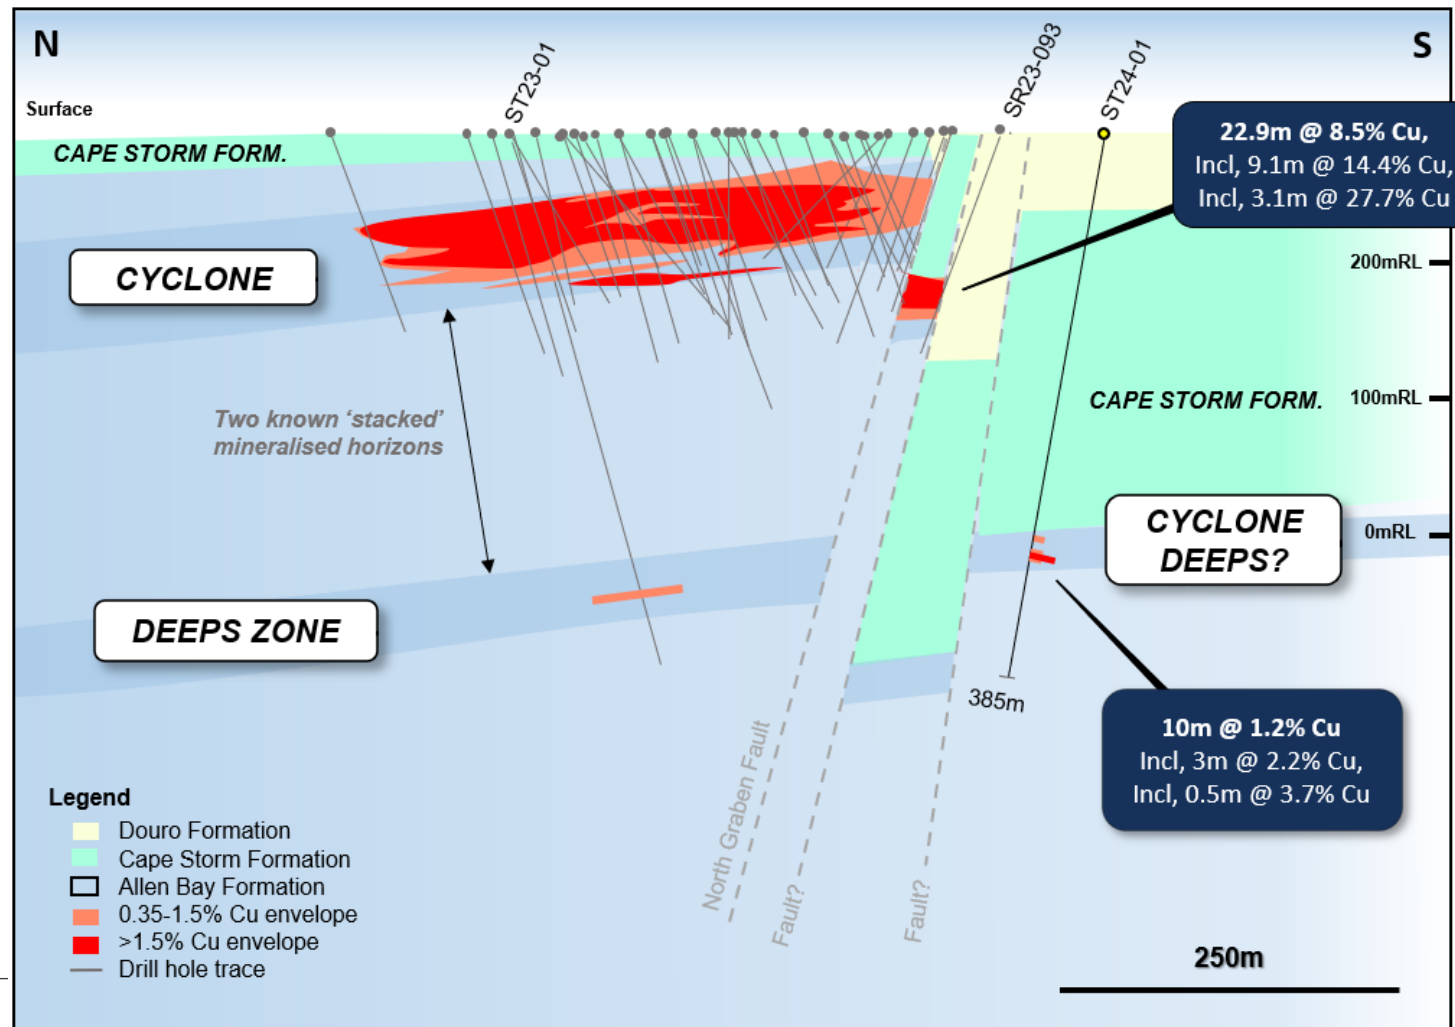 N
S
ST23-01
SR23-093
ST24-01
Surface
CAPE STORM FORM.
22.9m @ 8.5% Cu,
Incl, 9.1m @ 14.4% Cu,
Incl, 3.1m @ 27.7% Cu
200mRL
CYCLONE
Two known ‘stacked’
mineralised horizons
CAPE STORM FORM.
100mRL
CYCLONE
DEEPS?
0mRL
DEEPS ZONE
385m
10m @ 1.2% Cu
Incl, 3m @ 2.2% Cu,
Incl, 0.5m @ 3.7% Cu
North Graben Fault
Fault?
Fault?
Legend
Douro Formation
Cape Storm Formation
Allen Bay Formation
0.35-1.5% Cu envelope
>1.5% Cu envelope
Drill hole trace
250m